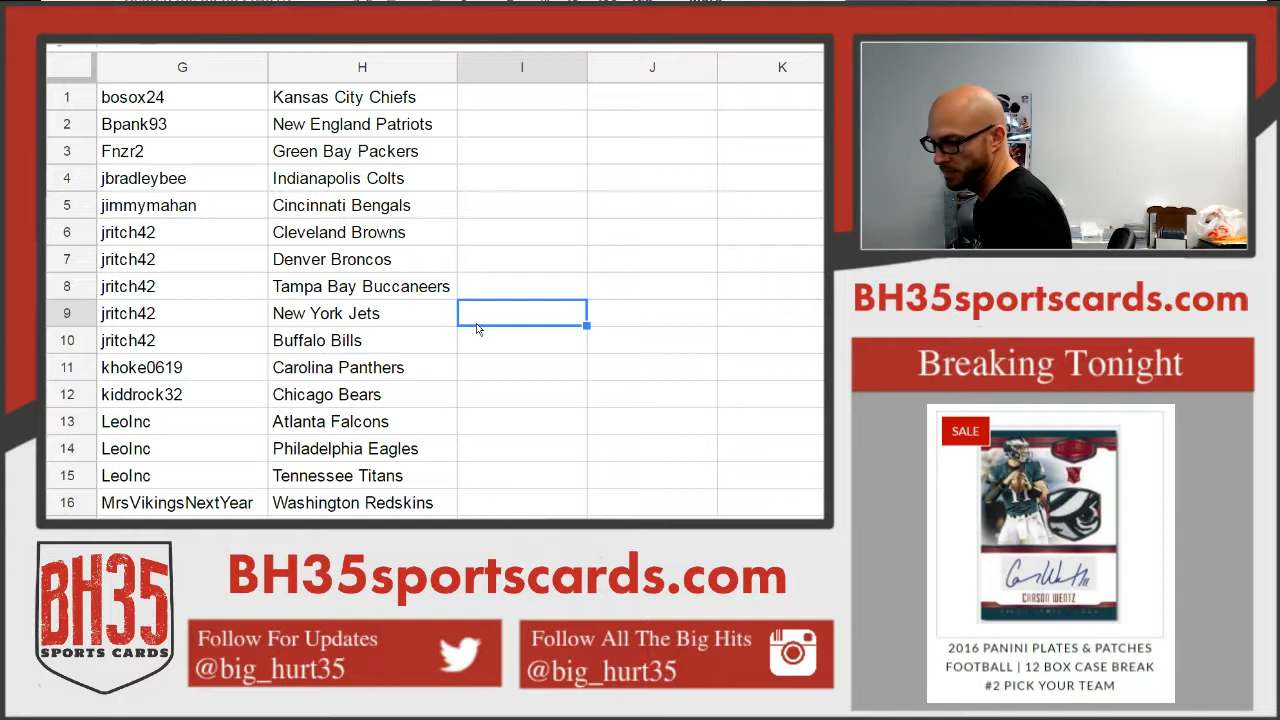 G H I J K
1 bosox24 Kansas City Chiefs
2 Bpank93 New England Patriots
3 Fnzr2 Green Bay Packers
4 jbradleybee Indianapolis Colts
5 jimmymahan Cincinnati Bengals
6 jritch42 Cleveland Browns
7 jritch42 Denver Broncos
8 jritch42 Tampa Bay Buccaneers
9 jritch42 New York Jets
10 jritch42 Buffalo Bills
11 khoke0619 Carolina Panthers
12 kiddrock32 Chicago Bears
13 LeoInc Atlanta Falcons
14 LeoInc Philadelphia Eagles
15 LeoInc Tennessee Titans
16 MrsVikingsNextYear Washington Redskins
BH35sportscards.com
Breaking Tonight
SALE
CARSON WENTZ
2016 PANINI PLATES & PATCHES
FOOTBALL | 12 BOX CASE BREAK
#2 PICK YOUR TEAM
BH35
SPORTS CARDS
BH35sportscards.com
Follow For Updates
@big_hurt35
Follow All The Big Hits
@big_hurt35